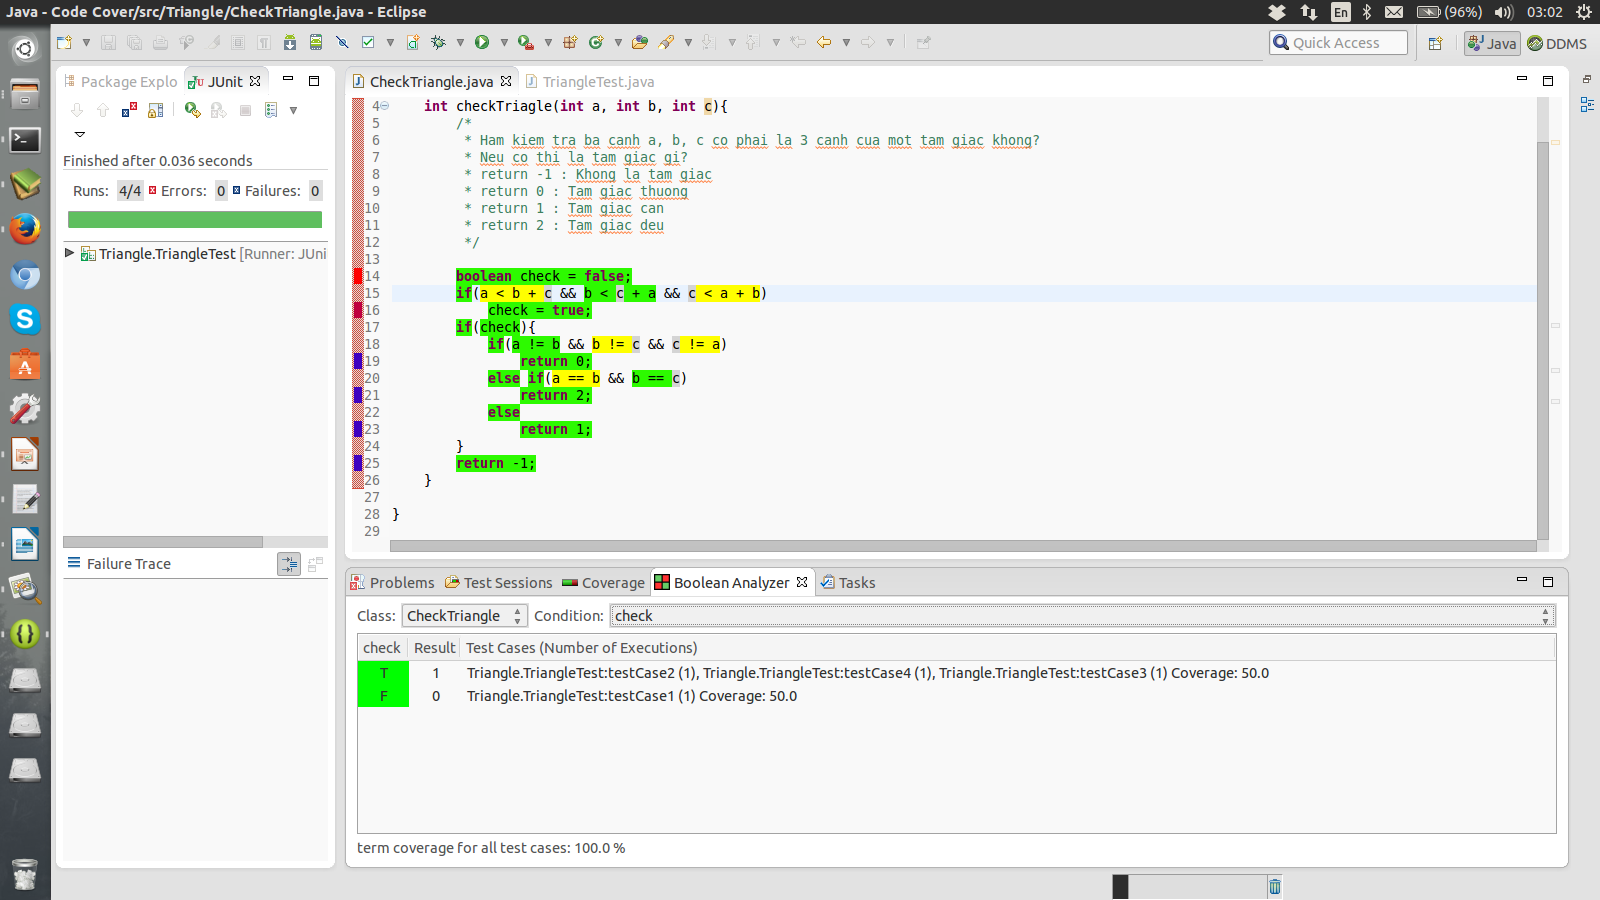 Java - Code Cover/src/Triangle/CheckTriangle.java - Eclipse
En
(96%)
03:02
Quick Access
Java
DDMS
Package Explo
JUnit
CheckTriangle.java
TriangleTest.java
Finished after 0.036 seconds
Runs: 4/4 Errors: 0 Failures: 0
Triangle.TriangleTest [Runner: JUni
Failure Trace
4 int checkTriagle(int a, int b, int c){
5 /*
6 * Ham kiem tra ba canh a, b, c co phai la 3 canh cua mot tam giac khong?
7 * Neu co thi la tam giac gi?
8 * return -1 : Khong la tam giac
9 * return 0 : Tam giac thuong
10 * return 1 : Tam giac can
11 * return 2 : Tam giac deu
12 */
13
14 boolean check = false;
15 if(a < b + c && b < c + a && c < a + b)
16 check = true;
17 if(check){
18 if(a != b && b != c && c != a)
19 return 0;
20 else if(a == b && b == c)
21 return 2;
22 else
23 return 1;
24 }
25 return -1;
26 }
27
28 }
29
Problems
Test Sessions
Coverage
Boolean Analyzer
Tasks
Class: CheckTriangle Condition: check
check Result Test Cases (Number of Executions)
T 1 Triangle.TriangleTest:testCase2 (1), Triangle.TriangleTest:testCase4 (1), Triangle.TriangleTest:testCase3 (1) Coverage: 50.0
F 0 Triangle.TriangleTest:testCase1 (1) Coverage: 50.0
term coverage for all test cases: 100.0 %